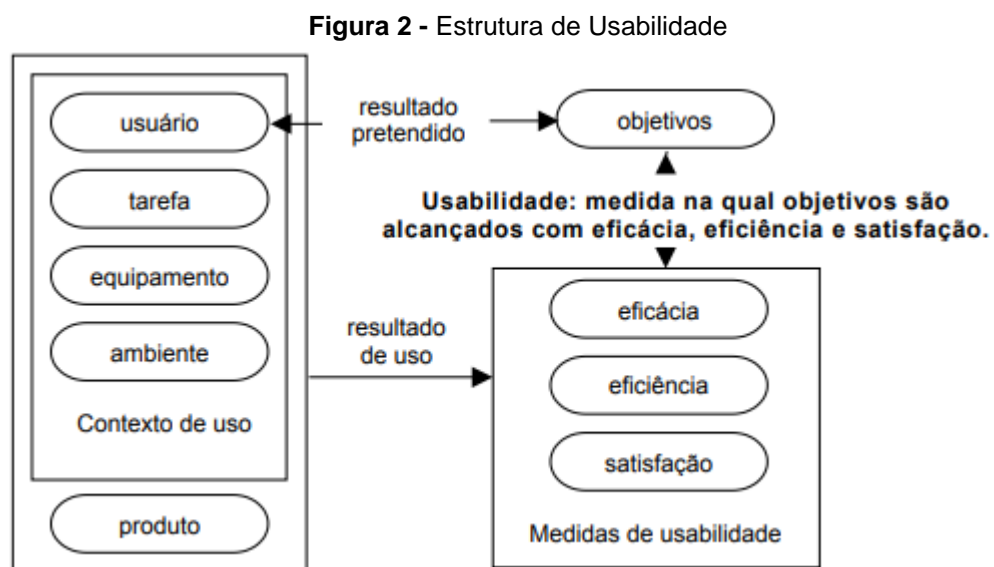 Figura 2 - Estrutura de Usabilidade
usuário
resultado
pretendido
objetivos
tarefa
Usabilidade: medida na qual objetivos são
alcançados com eficácia, eficiência e satisfação.
equipamento
ambiente
Contexto de uso
produto
resultado
de uso
eficácia
eficiência
satisfação
Medidas de usabilidade